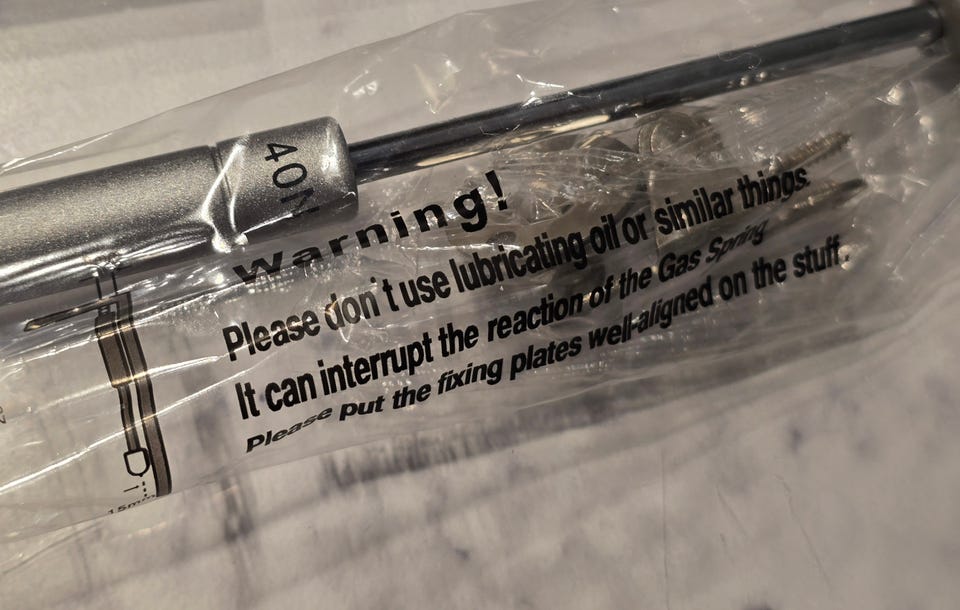 40N
Warning!
Please don't use lubricating oil or similar things.
It can interrupt the reaction of the Gas Spring
Please put the fixing plates well-aligned on the stuff.
15mm